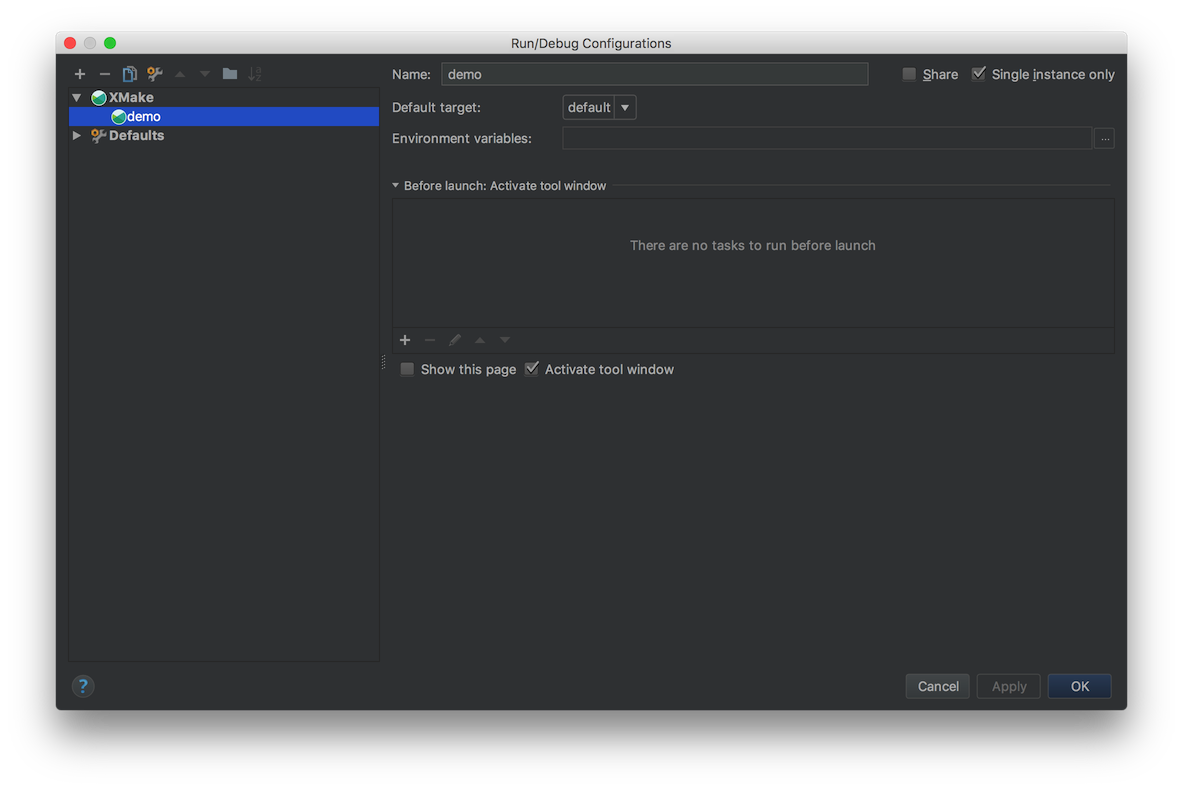 Run/Debug Configurations
XMake
demo
Defaults
Name: demo Share Single instance only
Default target: default
Environment variables: ...
Before launch: Activate tool window
There are no tasks to run before launch
Show this page Activate tool window
? Cancel Apply OK